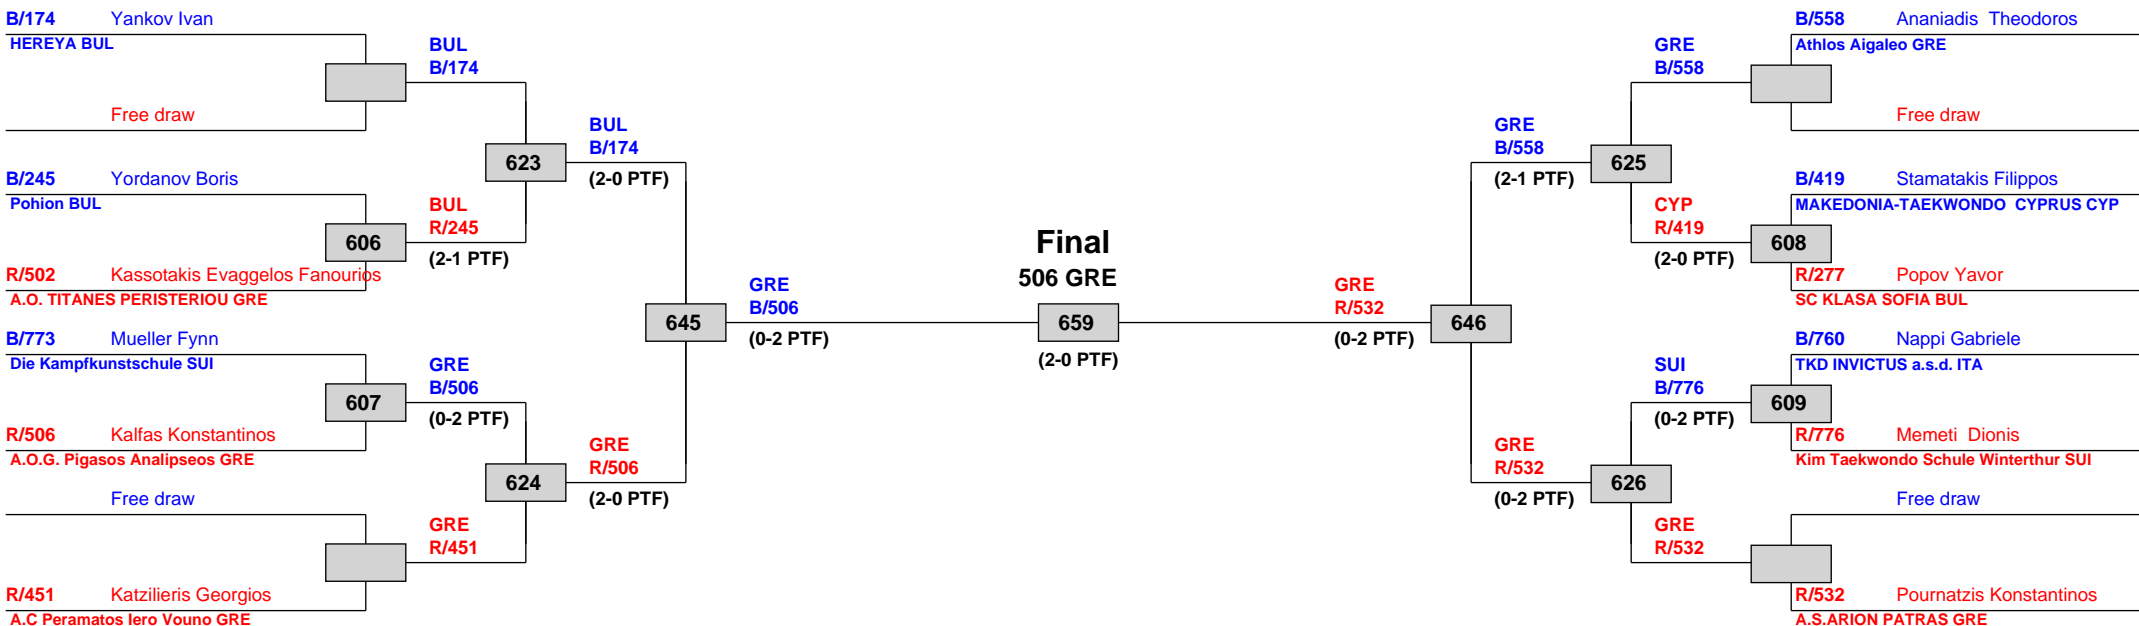 B/174 Yankov Ivan
HEREYA BUL
Free draw
B/245 Yordanov Boris
Pohion BUL
R/502 Kassotakis Evaggelos Fanourios
A.O. TITANES PERISTERIOU GRE
B/773 Mueller Fynn
Die Kampfkunstschule SUI
R/506 Kalfas Konstantinos
A.O.G. Pigasos Analipseos GRE
Free draw
R/451 Katzilieris Georgios
A.C Peramatos Iero Vouno GRE
BUL
B/174
606
BUL
R/245
(2-1 PTF)
607
GRE
B/506
(0-2 PTF)
GRE
R/451
623
BUL
B/174
(2-0 PTF)
624
GRE
R/506
(2-0 PTF)
645
GRE
B/506
(0-2 PTF)
Final
506 GRE
659
(2-0 PTF)
GRE
R/532
(0-2 PTF)
646
GRE
B/558
(2-1 PTF)
625
GRE
R/532
(0-2 PTF)
626
GRE
B/558
CYP
R/419
(2-0 PTF)
608
SUI
B/776
(0-2 PTF)
609
GRE
R/532
B/558 Ananiadis Theodoros
Athlos Aigaleo GRE
Free draw
B/419 Stamatakis Filippos
MAKEDONIA-TAEKWONDO CYPRUS CYP
R/277 Popov Yavor
SC KLASA SOFIA BUL
B/760 Nappi Gabriele
TKD INVICTUS a.s.d. ITA
R/776 Memeti Dionis
Kim Taekwondo Schule Winterthur SUI
Free draw
R/532 Pournatzis Konstantinos
A.S.ARION PATRAS GRE